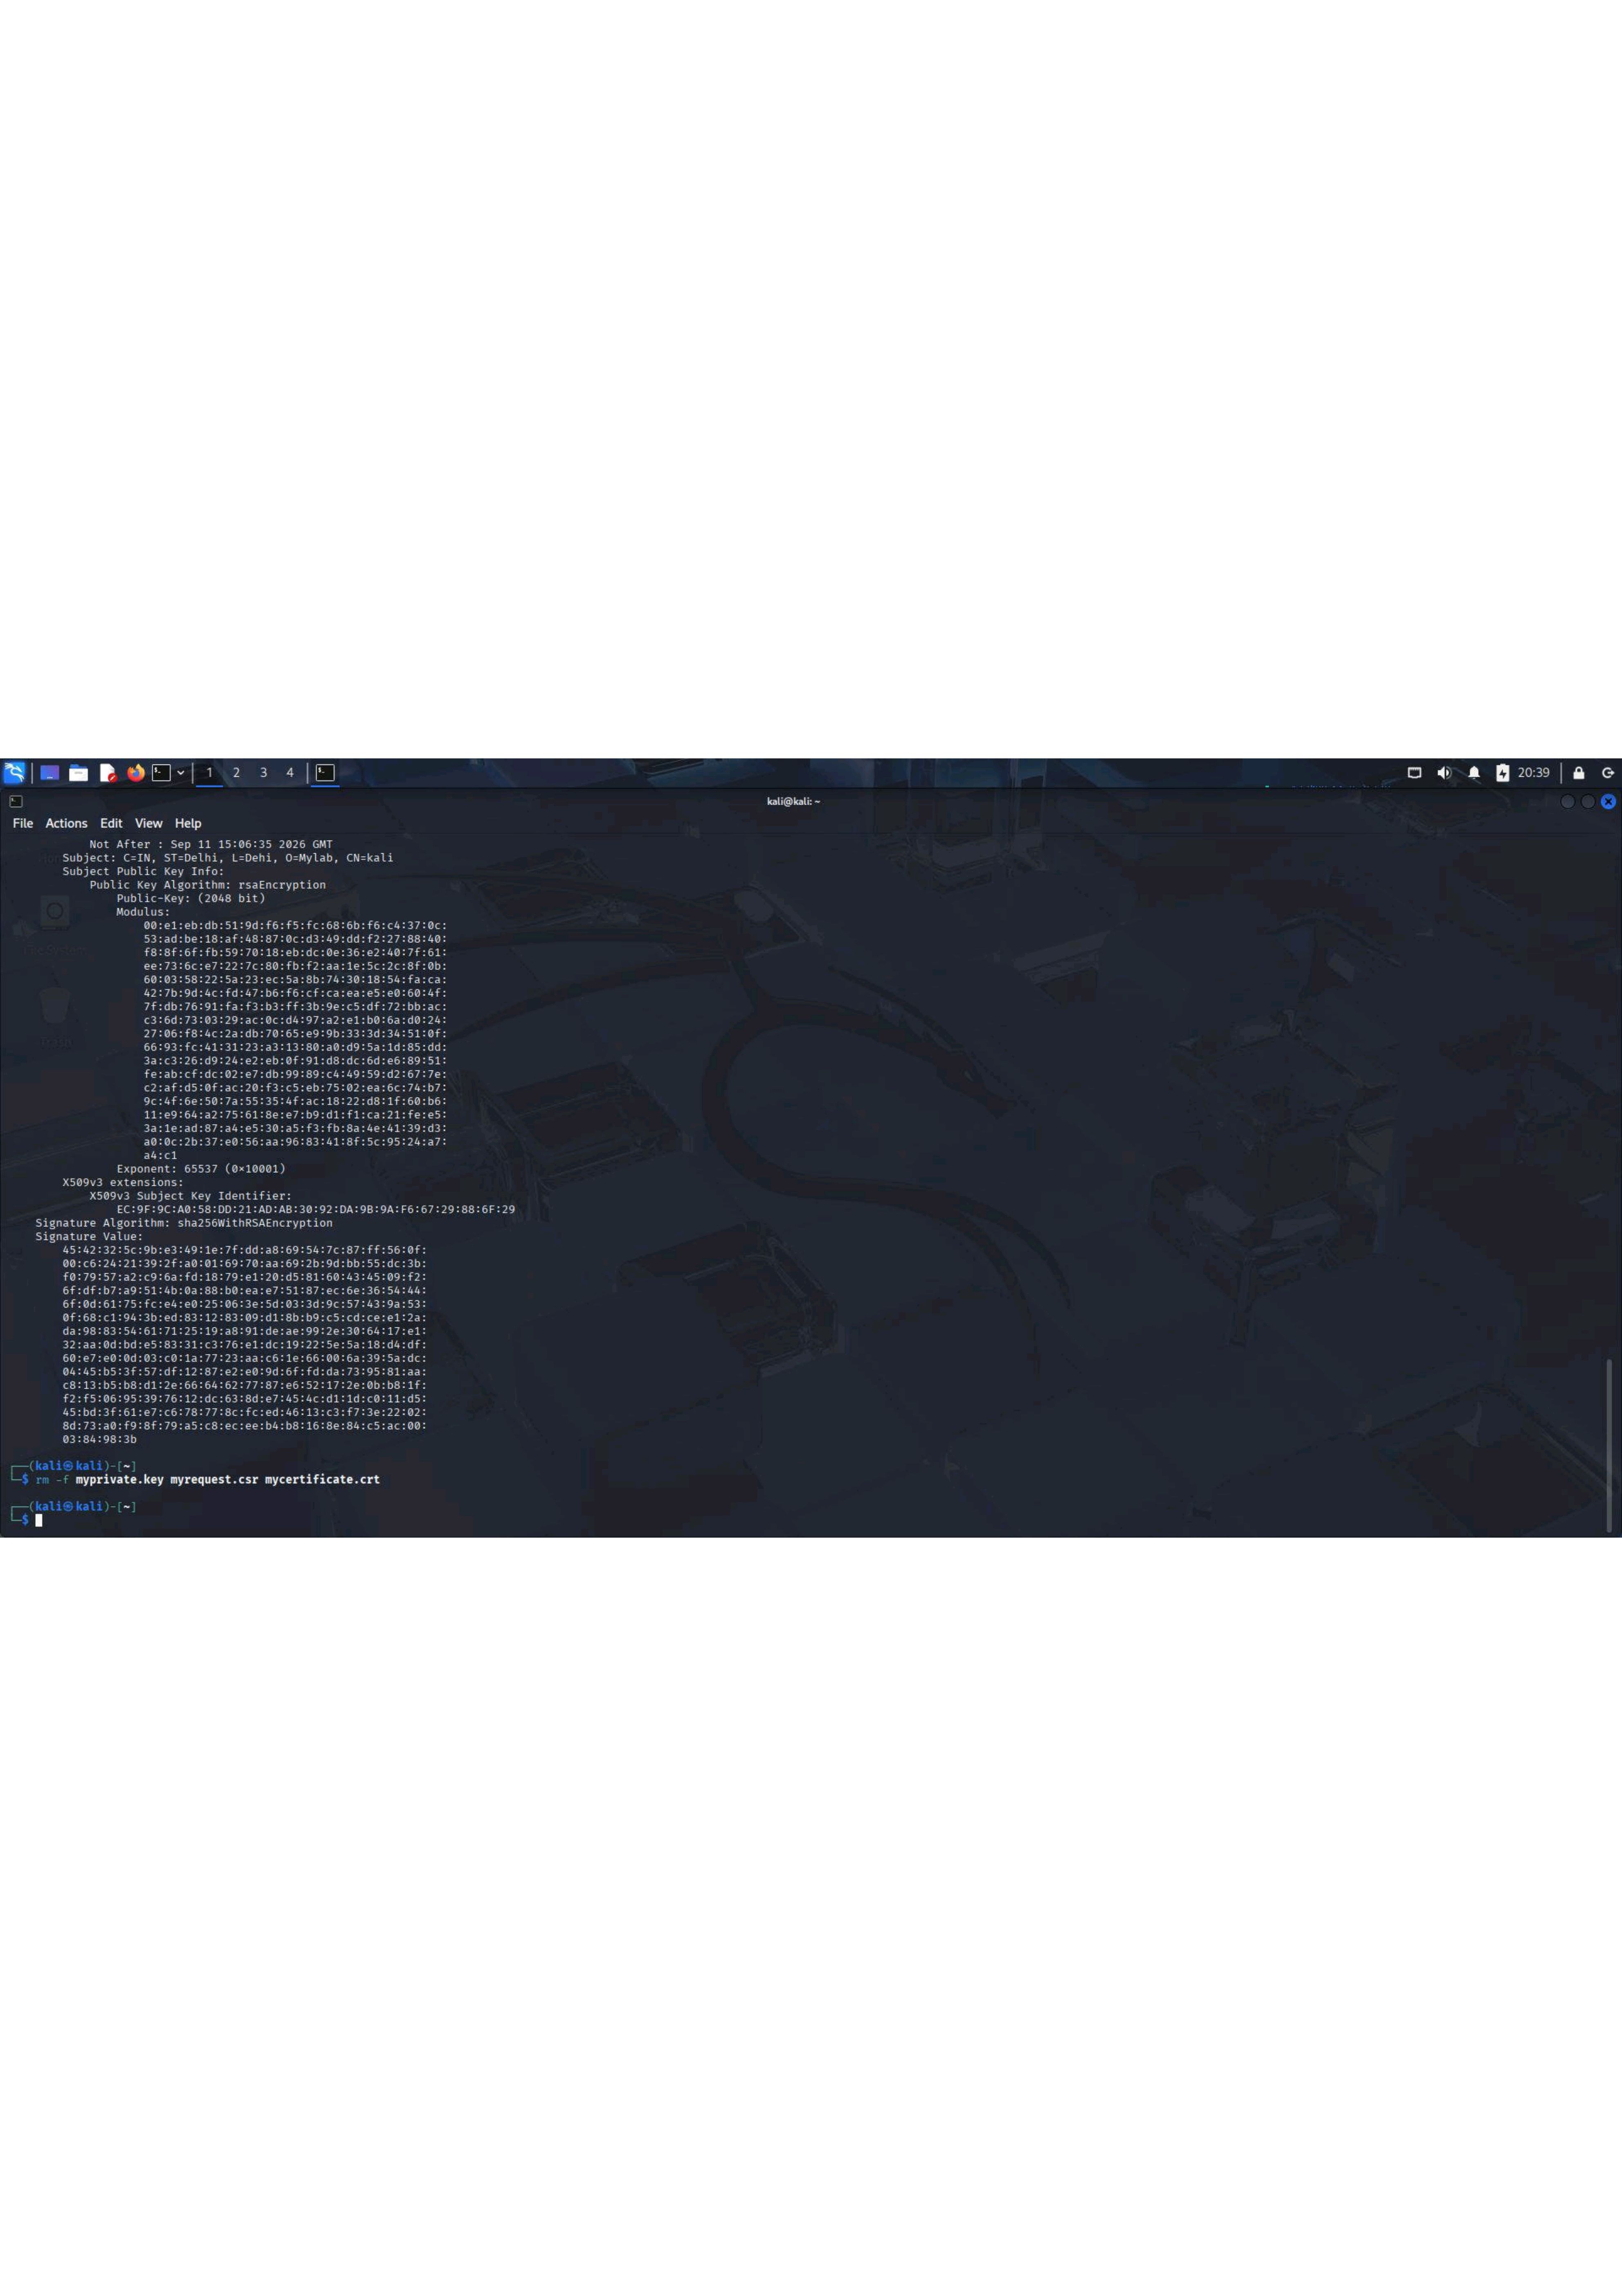 1 2 3 4
20:39
kali@kali: ~
File Actions Edit View Help
Not After : Sep 11 15:06:35 2026 GMT
Subject: C=IN, ST=Delhi, L=Dehi, O=Mylab, CN=kali
Subject Public Key Info:
Public Key Algorithm: rsaEncryption
Public-Key: (2048 bit)
Modulus:
00:e1:eb:db:51:9d:f6:f5:fc:68:6b:f6:c4:37:0c:
53:ad:be:18:af:48:87:0c:d3:49:dd:f2:27:88:40:
f8:8f:6f:fb:59:70:18:eb:dc:0e:36:e2:40:7f:61:
ee:73:6c:e7:22:7c:80:fb:f2:aa:1e:5c:2c:8f:0b:
60:03:58:22:5a:23:ec:5a:8b:74:30:18:54:fa:ca:
42:7b:9d:4c:fd:47:b6:f6:cf:ca:ea:e5:e0:60:4f:
7f:db:76:91:fa:f3:b3:ff:3b:9e:c5:df:72:bb:ac:
c3:6d:73:03:29:ac:0c:d4:97:a2:e1:b0:6a:d0:24:
27:06:f8:4c:2a:db:70:65:e9:9b:33:3d:34:51:0f:
66:93:fc:41:31:23:a3:13:80:a0:d9:5a:1d:85:dd:
3a:c3:26:d9:24:e2:eb:0f:91:d8:dc:6d:e6:89:51:
fe:ab:cf:dc:02:e7:db:99:89:c4:49:59:d2:67:7e:
c2:af:d5:0f:ac:20:f3:c5:eb:75:02:ea:6c:74:b7:
9c:4f:6e:50:7a:55:35:4f:ac:18:22:d8:1f:60:b6:
11:e9:64:a2:75:61:8e:e7:b9:d1:f1:ca:21:fe:e5:
3a:1e:ad:87:a4:e5:30:a5:f3:fb:8a:4e:41:39:d3:
a0:0c:2b:37:e0:56:aa:96:83:41:8f:5c:95:24:a7:
a4:c1
Exponent: 65537 (0×10001)
X509v3 extensions:
X509v3 Subject Key Identifier:
EC:9F:9C:A0:58:DD:21:AD:AB:30:92:DA:9B:9A:F6:67:29:88:6F:29
Signature Algorithm: sha256WithRSAEncryption
Signature Value:
45:42:32:5c:9b:e3:49:1e:7f:dd:a8:69:54:7c:87:ff:56:0f:
00:c6:24:21:39:2f:a0:01:69:70:aa:69:2b:9d:bb:55:dc:3b:
f0:79:57:a2:c9:6a:fd:18:79:e1:20:d5:81:60:43:45:09:f2:
6f:df:b7:a9:51:4b:0a:88:b0:ea:e7:51:87:ec:6e:36:54:44:
6f:0d:61:75:fc:e4:e0:25:06:3e:5d:03:3d:9c:57:43:9a:53:
0f:68:c1:94:3b:ed:83:12:83:09:d1:8b:b9:c5:cd:ce:e1:2a:
da:98:83:54:61:71:25:19:a8:91:de:ae:99:2e:30:64:17:e1:
32:aa:0d:bd:e5:83:31:c3:76:e1:dc:19:22:5e:5a:18:d4:df:
60:e7:e0:0d:03:c0:1a:77:23:aa:c6:1e:66:00:6a:39:5a:dc:
04:45:b5:3f:57:df:12:87:e2:e0:9d:6f:fd:da:73:95:81:aa:
c8:13:b5:b8:d1:2e:66:64:62:77:87:e6:52:17:2e:0b:b8:1f:
f2:f5:06:95:39:76:12:dc:63:8d:e7:45:4c:d1:1d:c0:11:d5:
45:bd:3f:61:e7:c6:78:77:8c:fc:ed:46:13:c3:f7:3e:22:02:
8d:73:a0:f9:8f:79:a5:c8:ec:ee:b4:b8:16:8e:84:c5:ac:00:
03:84:98:3b
(kali㉿kali)-[~]
$ rm -f myprivate.key myrequest.csr mycertificate.crt
(kali㉿kali)-[~]
$